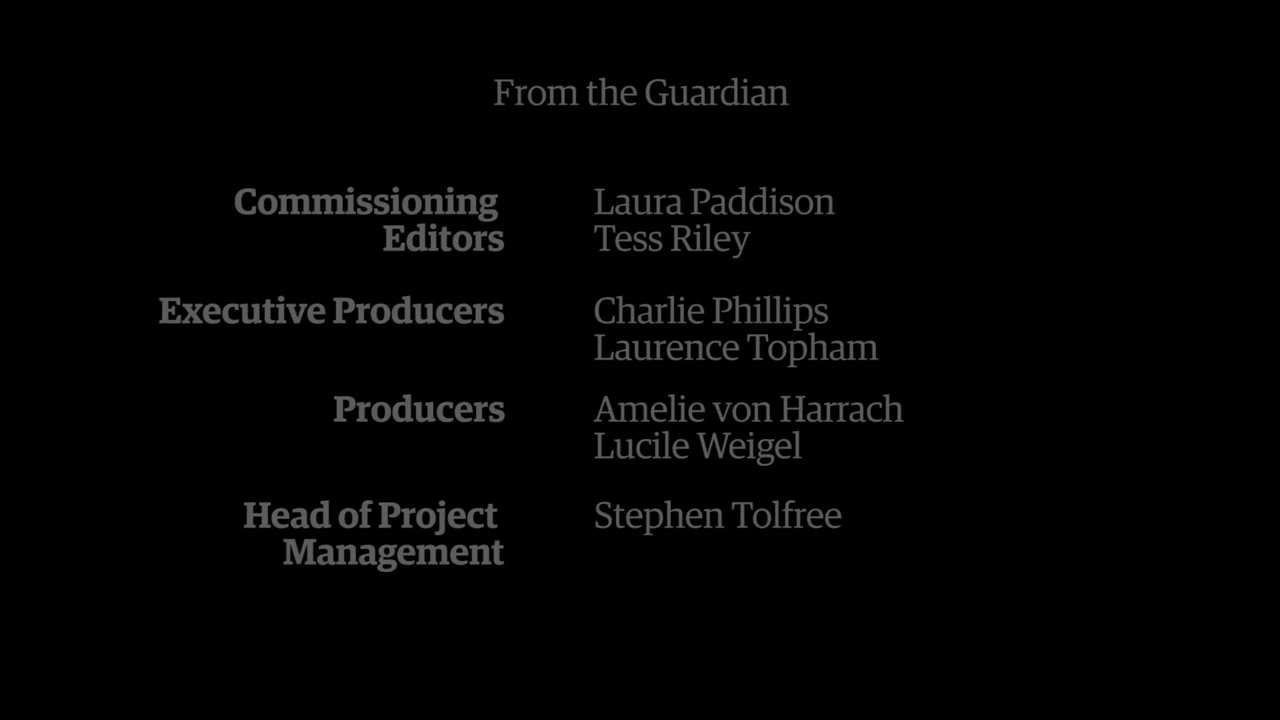 From the Guardian
Commissioning Laura Paddison
Editors Tess Riley
Executive Producers Charlie Phillips
Laurence Topham
Producers Amelie von Harrach
Lucile Weigel
Head of Project Stephen Tolfree
Management